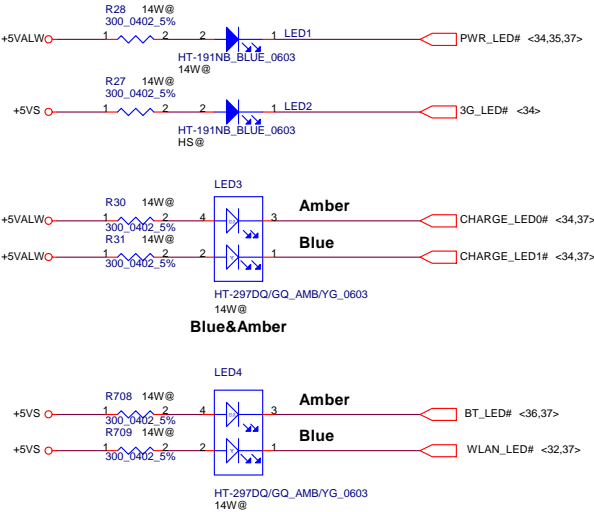 R28 14W@
300_0402_5%
+5VALW 1 2 2 1 LED1 PWR_LED# <34,35,37>
HT-191NB_BLUE_0603
14W@
R27 14W@
300_0402_5%
+5VS 1 2 2 1 LED2 3G_LED# <34>
HT-191NB_BLUE_0603
HS@
LED3
R30 14W@ Amber
+5VALW 1 2 4 3 CHARGE_LED0# <34,37>
300_0402_5%
R31 14W@ Blue
+5VALW 1 2 2 1 CHARGE_LED1# <34,37>
300_0402_5%
HT-297DQ/GQ_AMB/YG_0603
14W@
Blue&Amber
LED4
R708 14W@ Amber
+5VS 1 2 4 3 BT_LED# <36,37>
300_0402_5%
R709 14W@ Blue
+5VS 1 2 2 1 WLAN_LED# <32,37>
300_0402_5%
HT-297DQ/GQ_AMB/YG_0603
14W@